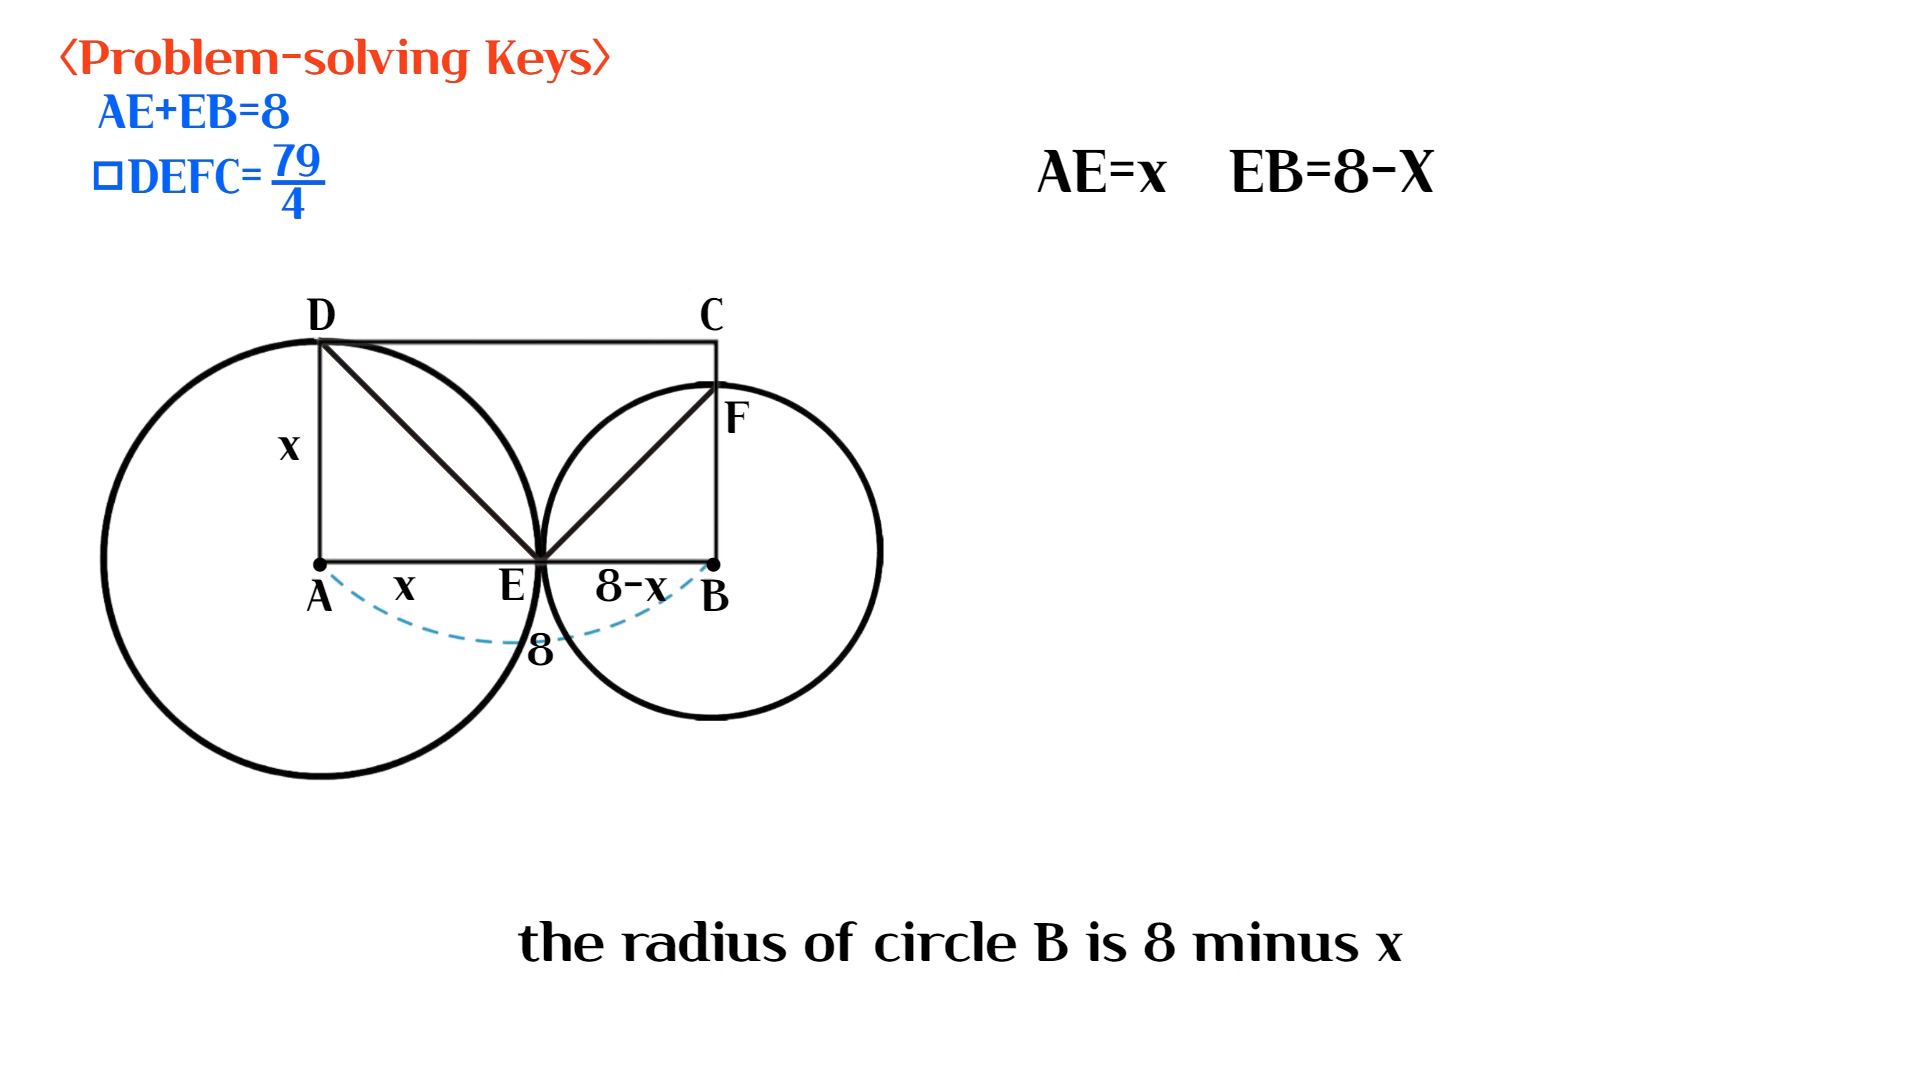 〈Problem-solving Keys〉
AE+EB=8
□DEFC=79/4
AE=x EB=8-X
D C
F
x
A x E 8-x B
8
the radius of circle B is 8 minus x